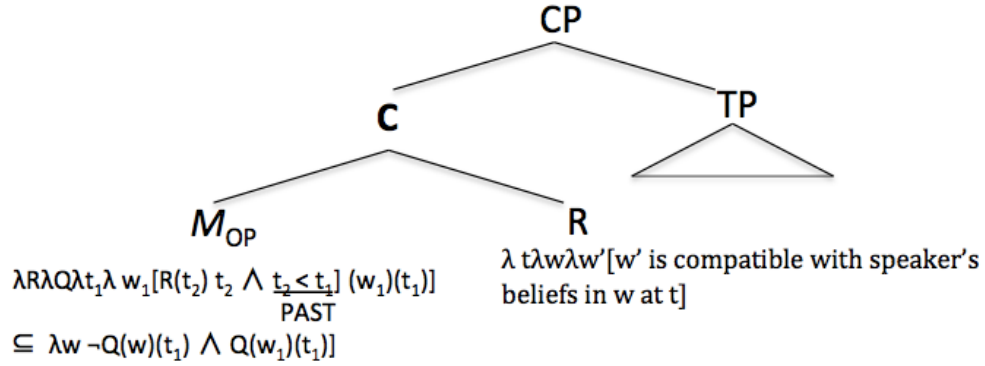 CP
C
TP
M_OP
R
λRλQλt₁λ w₁[R(t₂) t₂ ∧ t₂ < t₁] (w₁)(t₁)]
PAST
⊆ λw ¬Q(w)(t₁) ∧ Q(w₁)(t₁)]
λ tλwλw’[w’ is compatible with speaker’s
beliefs in w at t]